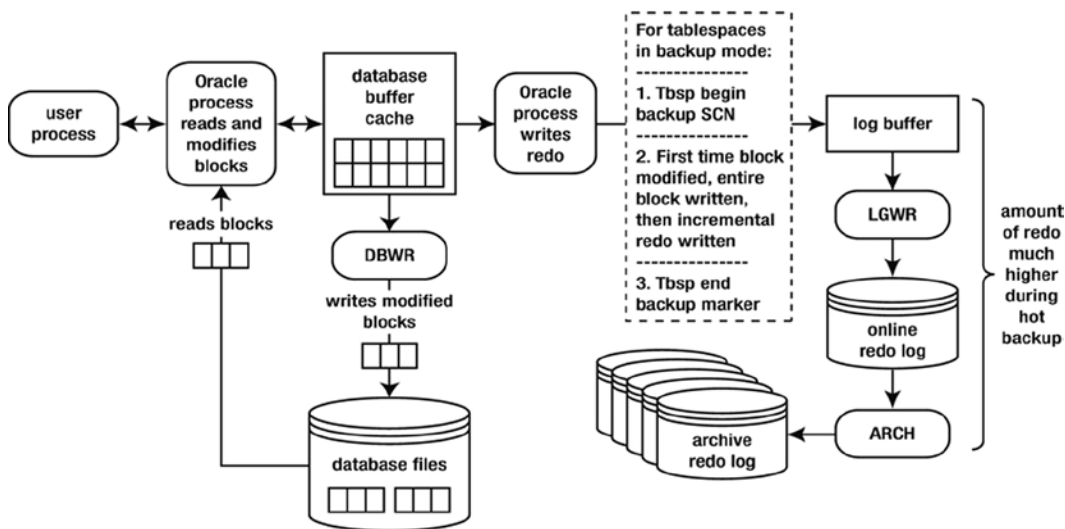 user
process
Oracle
process
reads and
modifies
blocks
reads blocks
database
buffer
cache
DBWR
writes modified
blocks
database files
Oracle
process
writes
redo
For tablespaces
in backup mode:
---------------
1. Tbsp begin
backup SCN
---------------
2. First time block
modified, entire
block written,
then incremental
redo written
---------------
3. Tbsp end
backup marker
log buffer
LGWR
online
redo log
ARCH
archive
redo log
amount
of redo
much
higher
during
hot
backup